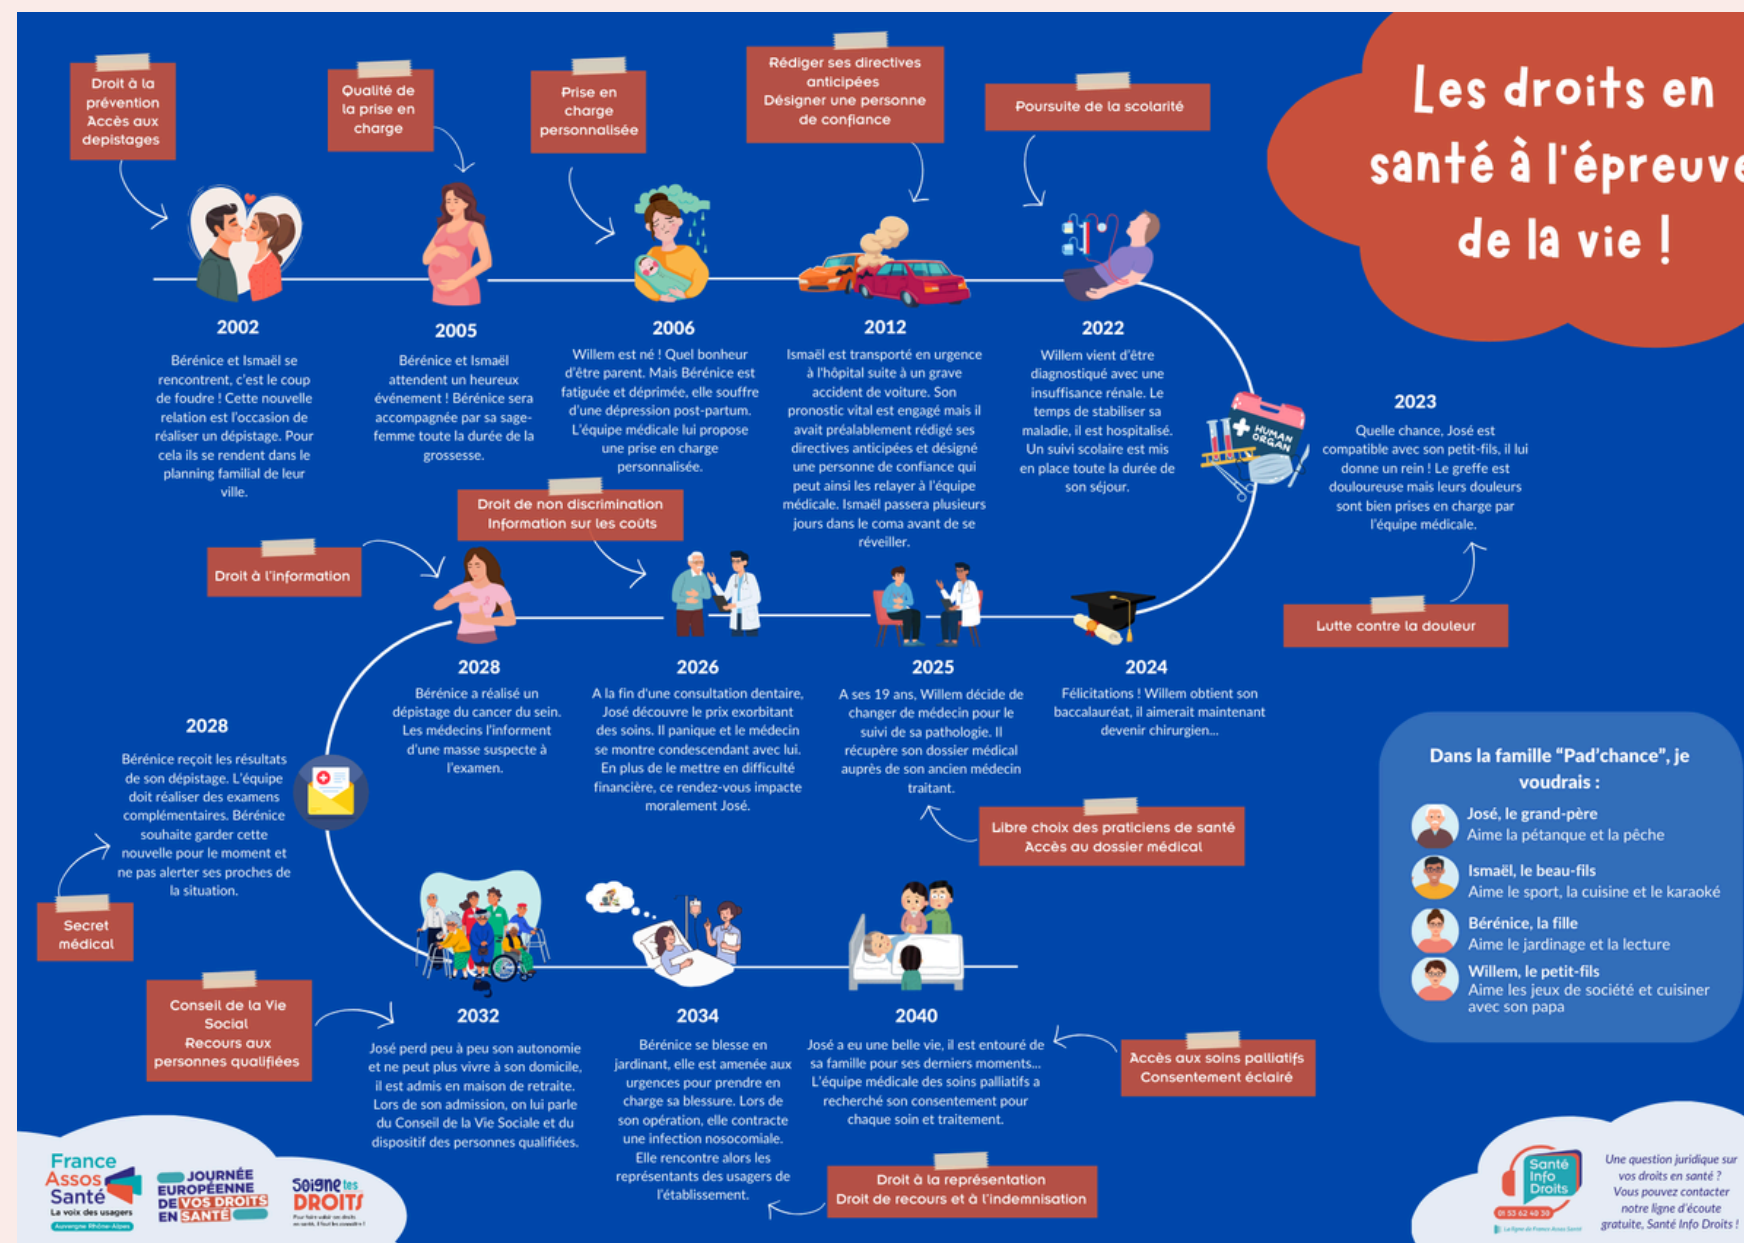 Les droits en
santé à l'épreuve
de la vie !
Droit à la
prévention
Accès aux
depistages
Qualité de
la prise en
charge
Prise en
charge
personnalisée
Rédiger ses directives
anticipées
Désigner une personne
de confiance
Poursuite de la scolarité
2002
Bérénice et Ismaël se
rencontrent, c'est le coup
de foudre ! Cette nouvelle
relation est l'occasion de
réaliser un dépistage. Pour
cela ils se rendent dans le
planning familial de leur
ville.
2005
Bérénice et Ismaël
attendent un heureux
événement ! Bérénice sera
accompagnée par sa sage-
femme toute la durée de la
grossesse.
2006
Willem est né ! Quel bonheur
d'être parent. Mais Bérénice est
fatiguée et déprimée, elle souffre
d'une dépression post-partum.
L'équipe médicale lui propose
une prise en charge
personnalisée.
2012
Ismaël est transporté en urgence
à l'hôpital suite à un grave
accident de voiture. Son
pronostic vital est engagé mais il
avait préalablement rédigé ses
directives anticipées et désigné
une personne de confiance qui
peut ainsi les relayer à l'équipe
médicale. Ismaël passera plusieurs
jours dans le coma avant de se
réveiller.
2022
Willem vient d'être
diagnostiqué avec une
insuffisance rénale. Le
temps de stabiliser sa
maladie, il est hospitalisé.
Un suivi scolaire est mis
en place toute la durée de
son séjour.
HUMAN
ORGAN
2023
Quelle chance, José est
compatible avec son petit-fils, il lui
donne un rein ! Le greffe est
douloureuse mais leurs douleurs
sont bien prises en charge par
l'équipe médicale.
Lutte contre la douleur
Droit à l'information
Droit de non discrimination
Information sur les coûts
2028
Bérénice a réalisé un
dépistage du cancer du sein.
Les médecins l'informent
d'une masse suspecte à
l'examen.
2026
A la fin d'une consultation dentaire,
José découvre le prix exorbitant
des soins. Il panique et le médecin
se montre condescendant avec lui.
En plus de le mettre en difficulté
financière, ce rendez-vous impacte
moralement José.
2025
A ses 19 ans, Willem décide de
changer de médecin pour le
suivi de sa pathologie. Il
récupère son dossier médical
auprès de son ancien médecin
traitant.
2024
Félicitations ! Willem obtient son
baccalauréat, il aimerait maintenant
devenir chirurgien...
Libre choix des praticiens de santé
Accès au dossier médical
2028
Bérénice reçoit les résultats
de son dépistage. L'équipe
doit réaliser des examens
complémentaires. Bérénice
souhaite garder cette
nouvelle pour le moment et
ne pas alerter ses proches de
la situation.
Secret
médical
Conseil de la Vie
Social
Recours aux
personnes qualifiées
2032
José perd peu à peu son autonomie
et ne peut plus vivre à son domicile,
il est admis en maison de retraite.
Lors de son admission, on lui parle
du Conseil de la Vie Sociale et du
dispositif des personnes qualifiées.
2034
Bérénice se blesse en
jardinant, elle est amenée aux
urgences pour prendre en
charge sa blessure. Lors de
son opération, elle contracte
une infection nosocomiale.
Elle rencontre alors les
représentants des usagers de
l'établissement.
2040
José a eu une belle vie, il est entouré de
sa famille pour ses derniers moments...
L'équipe médicale des soins palliatifs a
recherché son consentement pour
chaque soin et traitement.
Accès aux soins palliatifs
Consentement éclairé
Droit à la représentation
Droit de recours et à l'indemnisation
Dans la famille “Pad'chance”, je
voudrais :
José, le grand-père
Aime la pétanque et la pêche
Ismaël, le beau-fils
Aime le sport, la cuisine et le karaoké
Bérénice, la fille
Aime le jardinage et la lecture
Willem, le petit-fils
Aime les jeux de société et cuisiner
avec son papa
France
Assos
Santé
La voix des usagers
Auvergne Rhône-Alpes
JOURNÉE
EUROPÉENNE
DE VOS DROITS
EN SANTÉ
Soigne tes
DROITS
Pour faire valoir ses droits
en santé, il faut les connaître !
Santé
Info
Droits
01 53 62 40 30
La ligne de France Assos Santé
Une question juridique sur
vos droits en santé ?
Vous pouvez contacter
notre ligne d'écoute
gratuite, Santé Info Droits !